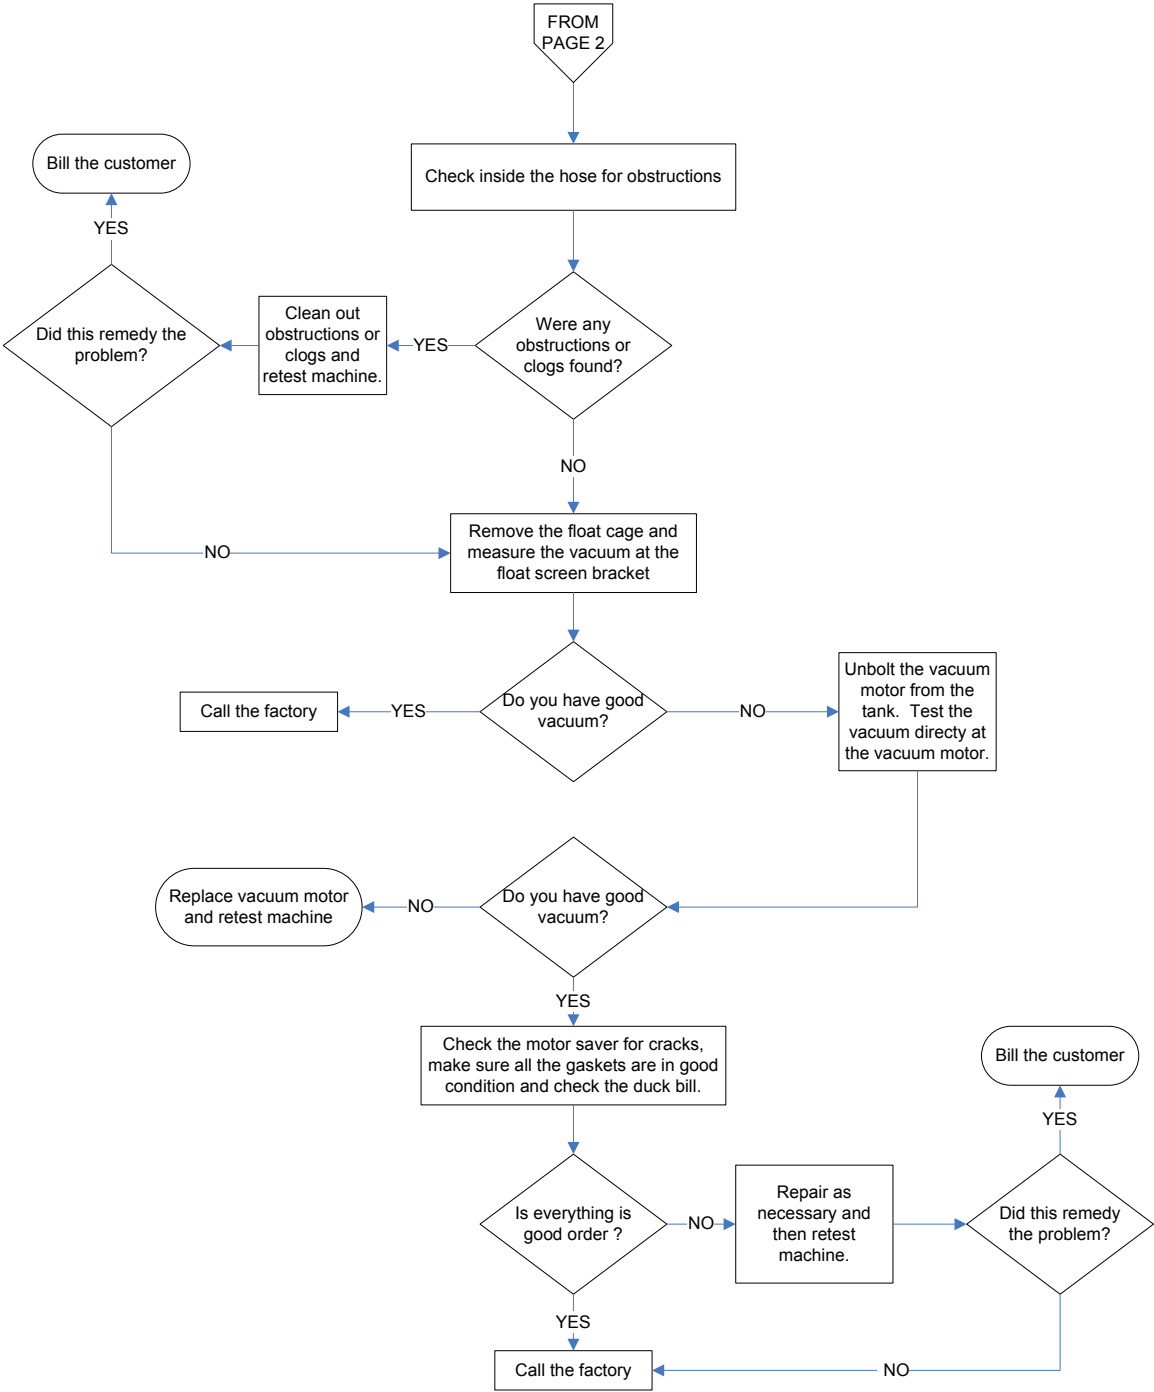 FROM
PAGE 2
Check inside the hose for obstructions
Bill the customer
YES
Were any
obstructions or
clogs found?
YES
Clean out
obstructions or
clogs and
retest machine.
Did this remedy the
problem?
NO
NO
Remove the float cage and
measure the vacuum at the
float screen bracket
Do you have good
vacuum?
YES
Call the factory
NO
Unbolt the vacuum
motor from the
tank.  Test the
vacuum directy at
the vacuum motor.
Do you have good
vacuum?
NO
Replace vacuum motor
and retest machine
YES
Check the motor saver for cracks,
make sure all the gaskets are in good
condition and check the duck bill.
Bill the customer
YES
Is everything is
good order ?
NO
Repair as
necessary and
then retest
machine.
Did this remedy
the problem?
YES
Call the factory
NO